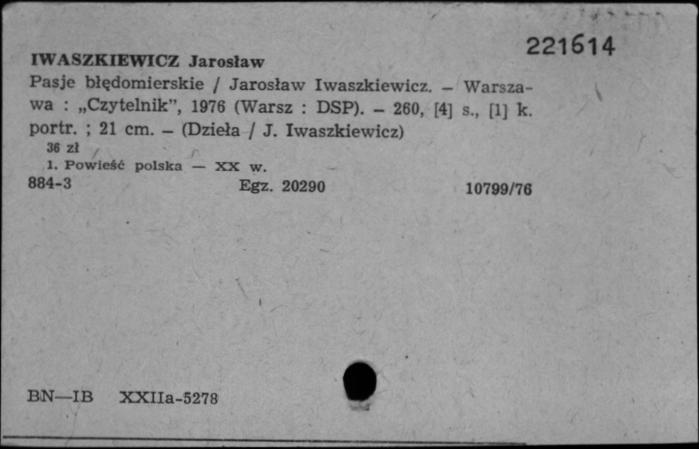 221614
IWASZKIEWICZ Jarosław
Pasje błędomierskie / Jarosław Iwaszkiewicz. — Warsza-
wa : „Czytelnik”, 1976 (Warsz : DSP). — 260, [4] s., [1] k.
portr. ; 21 cm. — (Dzieła / J. Iwaszkiewicz)
36 zł
1. Powieść polska — XX w.
884-3 Egz. 20290 10799/76
BN—IB XXIIa-5278